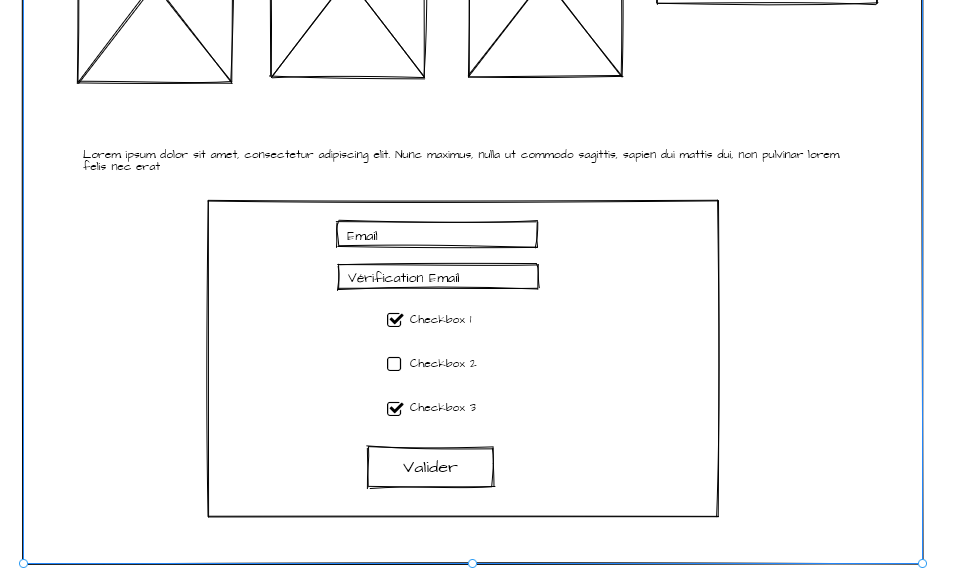 Lorem ipsum dolor sit amet, consectetur adipiscing elit. Nunc maximus, nulla ut commodo sagittis, sapien dui mattis dui, non pulvinar lorem
felis nec erat
Email
Vérification Email
Checkbox 1
Checkbox 2
Checkbox 3
Valider